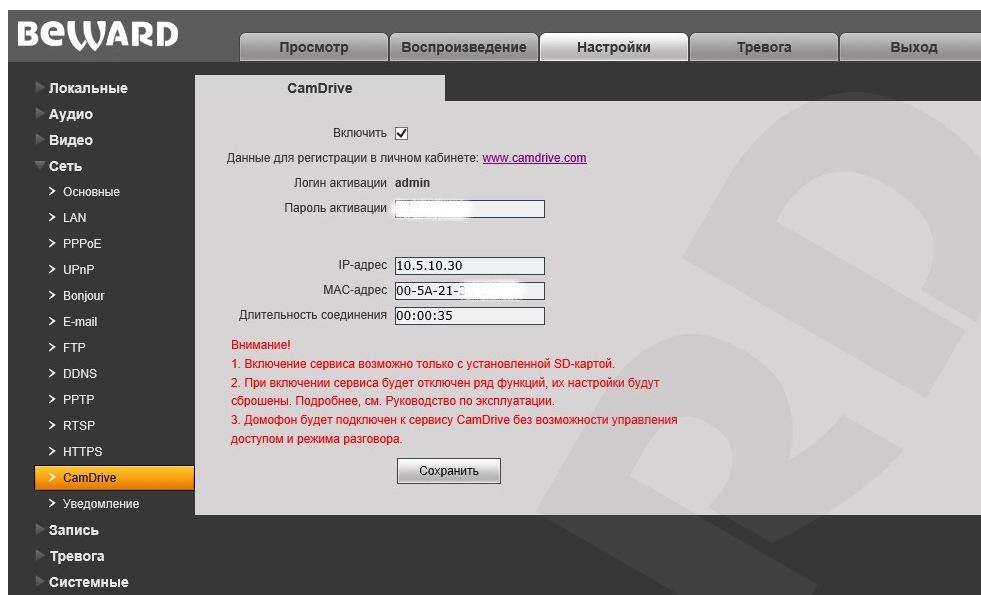 BEWARD
Просмотр Воспроизведение Настройки Тревога Выход
Локальные
Аудио
Видео
Сеть
Основные
LAN
PPPoE
UPnP
Bonjour
E-mail
FTP
DDNS
PPTP
RTSP
HTTPS
CamDrive
Уведомление
Запись
Тревога
Системные
CamDrive
Включить
Данные для регистрации в личном кабинете: www.camdrive.com
Логин активации admin
Пароль активации
IP-адрес 10.5.10.30
MAC-адрес 00-5A-21-
Длительность соединения 00:00:35
Внимание!
1. Включение сервиса возможно только с установленной SD-картой.
2. При включении сервиса будет отключен ряд функций, их настройки будут
сброшены. Подробнее, см. Руководство по эксплуатации.
3. Домофон будет подключен к сервису CamDrive без возможности управления
доступом и режима разговора.
Сохранить